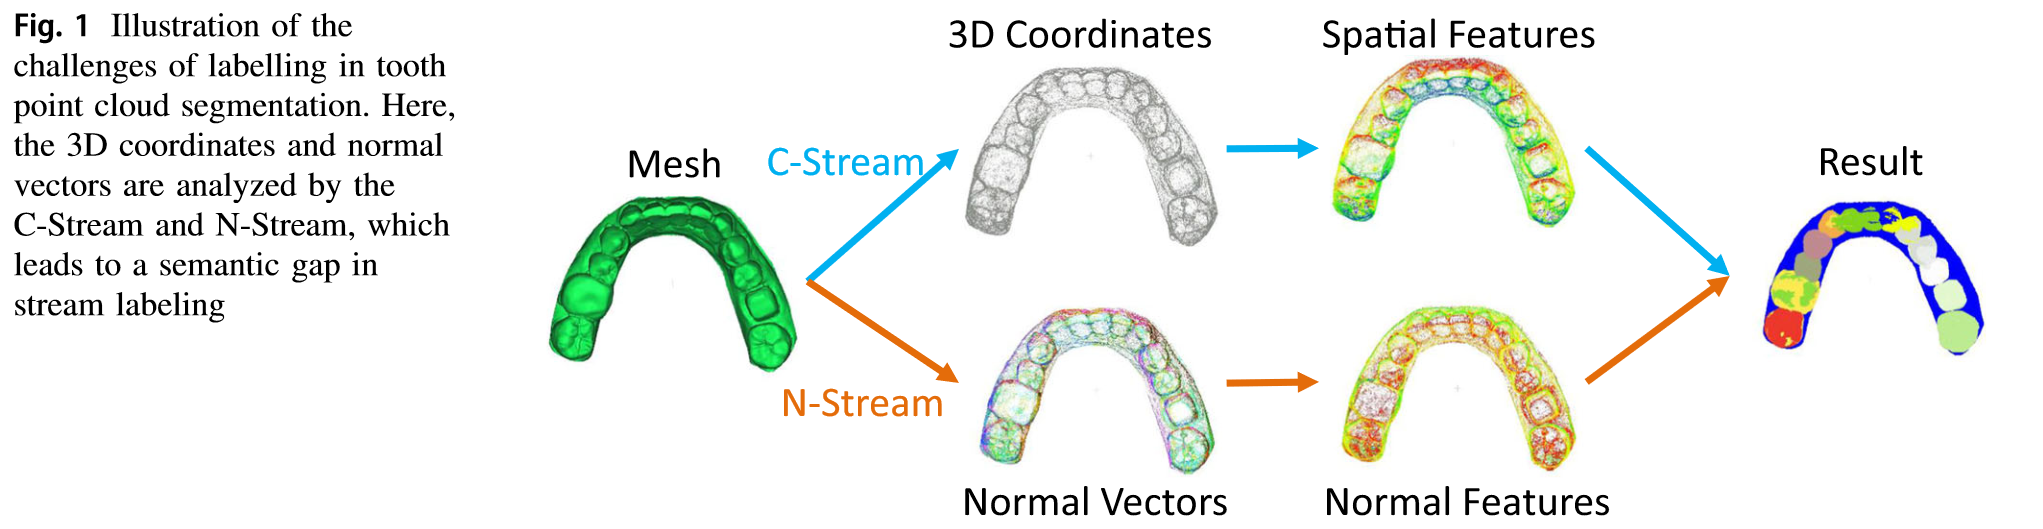 Fig. 1 Illustration of the
challenges of labelling in tooth
point cloud segmentation. Here,
the 3D coordinates and normal
vectors are analyzed by the
C-Stream and N-Stream, which
leads to a semantic gap in
stream labeling
3D Coordinates
Spatial Features
Mesh
C-Stream
Result
N-Stream
Normal Vectors
Normal Features